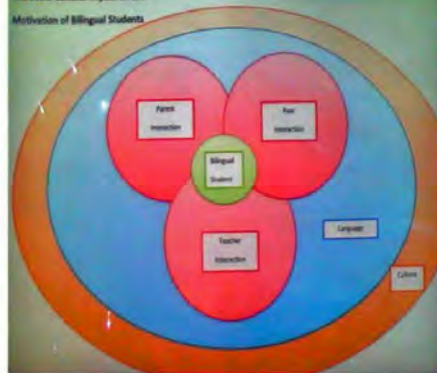 Motivation of Bilingual Students
Parent
Interaction
Peer
Interaction
Bilingual
Student
Language
Teacher
Interaction
Culture